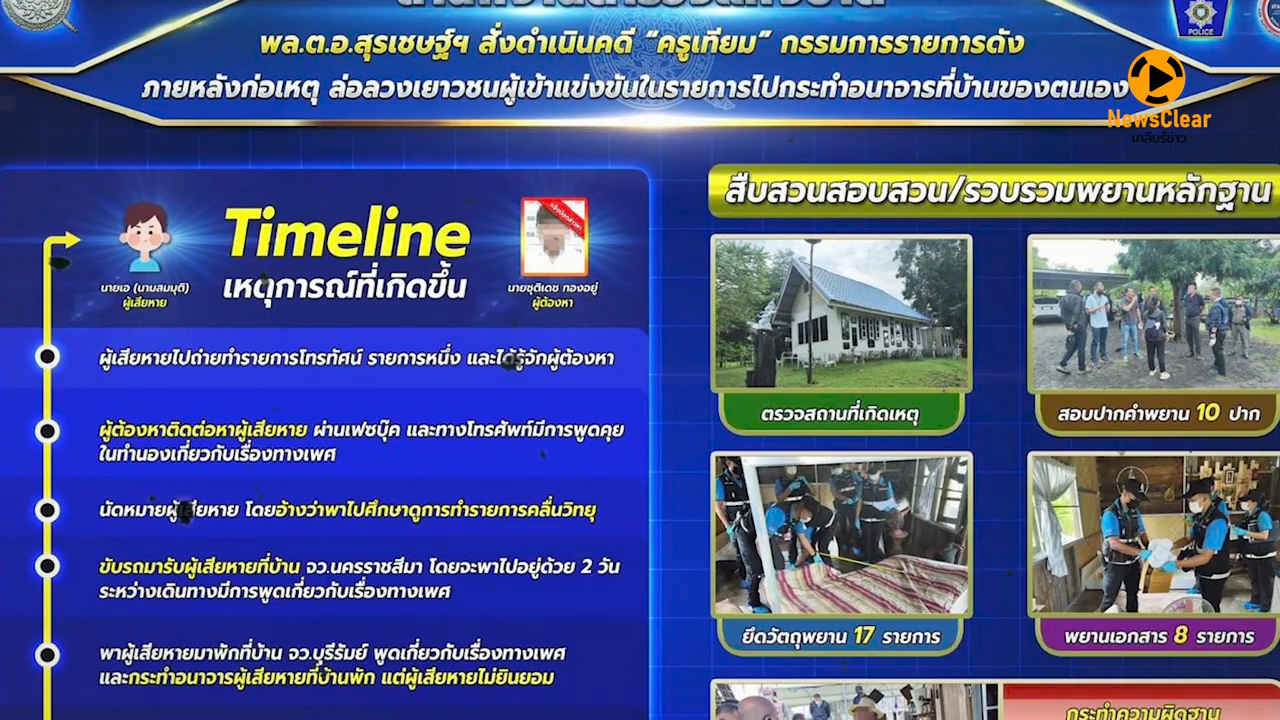 พล.ต.อ.สุรเชษฐ์ฯ สั่งดำเนินคดี “ครูเทียม” กรรมการรายการดัง
ภายหลังก่อเหตุ ล่อลวงเยาวชนผู้เข้าแข่งขันในรายการไปกระทำอนาจารที่บ้านของตนเอง
POLICE
NewsClear
เคลียร์ข่าว
Timeline
เหตุการณ์ที่เกิดขึ้น
นายเอ (นามสมมุติ)
ผู้เสียหาย
นายชุติเดช ทองอยู่
ผู้ต้องหา
ผู้เสียหายไปถ่ายทำรายการโทรทัศน์ รายการหนึ่ง และได้รู้จักผู้ต้องหา
ผู้ต้องหาติดต่อหาผู้เสียหาย ผ่านเฟซบุ๊ค และทางโทรศัพท์มีการพูดคุย
ในทำนองเกี่ยวกับเรื่องทางเพศ
นัดหมายผู้เสียหาย โดยอ้างว่าพาไปศึกษาดูการทำรายการคลื่นวิทยุ
ขับรถมารับผู้เสียหายที่บ้าน จว.นครราชสีมา โดยจะพาไปอยู่ด้วย 2 วัน
ระหว่างเดินทางมีการพูดเกี่ยวกับเรื่องทางเพศ
พาผู้เสียหายมาพักที่บ้าน จว.บุรีรัมย์ พูดเกี่ยวกับเรื่องทางเพศ
และกระทำอนาจารผู้เสียหายที่บ้านพัก แต่ผู้เสียหายไม่ยินยอม
สืบสวนสอบสวน/รวบรวมพยานหลักฐาน
ตรวจสถานที่เกิดเหตุ
สอบปากคำพยาน 10 ปาก
ยึดวัตถุพยาน 17 รายการ
พยานเอกสาร 8 รายการ
กระทำความผิดฐาน